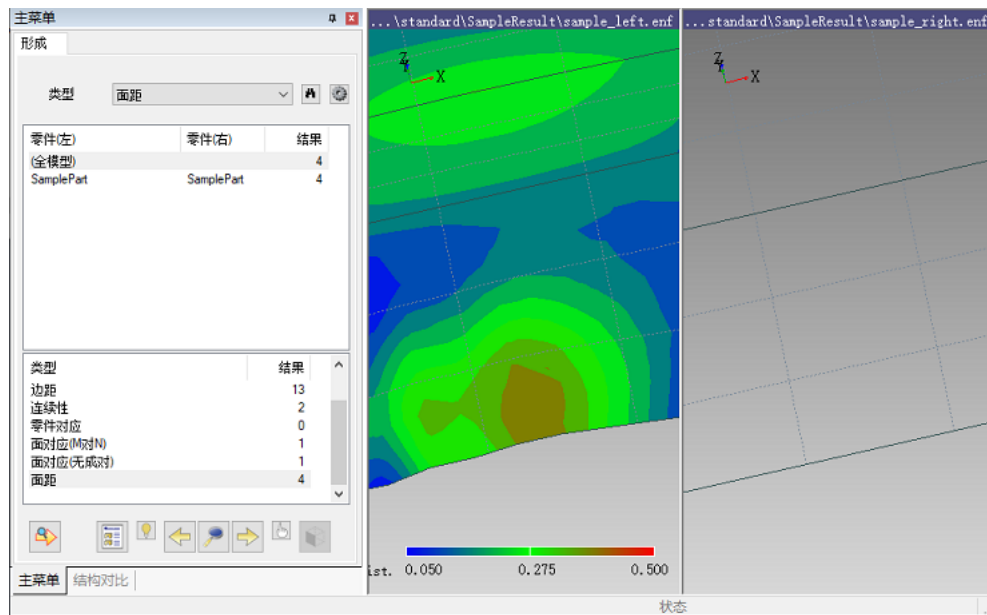 主菜单
形成
类型 面距
零件(左) 零件(右) 结果
(全模型) 4
SamplePart SamplePart 4
类型 结果
边距 13
连续性 2
零件对应 0
面对应(M对N) 1
面对应(无成对) 1
面距 4
主菜单 结构对比
...\standard\SampleResult\sample_left.enf
Z Y X
ist. 0.050 0.275 0.500
...standard\SampleResult\sample_right.enf
Z Y X
状态